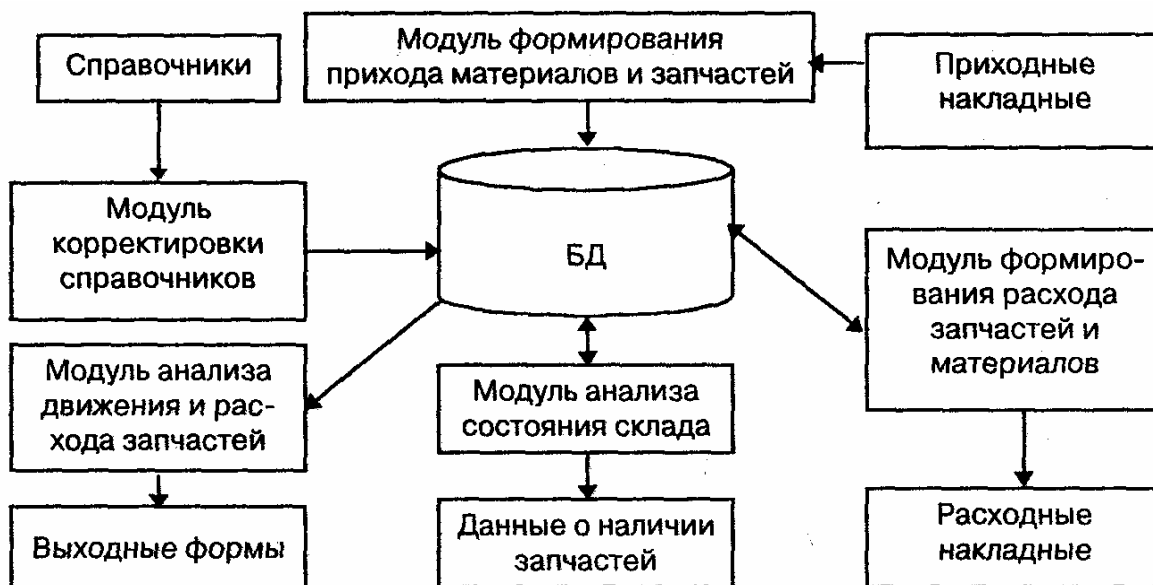 Справочники
Модуль формирования
прихода материалов и запчастей
Приходные
накладные
Модуль
корректировки
справочников
БД
Модуль формиро-
вания расхода
запчастей и
материалов
Модуль анализа
движения и рас-
хода запчастей
Модуль анализа
состояния склада
Выходные формы
Данные о наличии
запчастей
Расходные
накладные